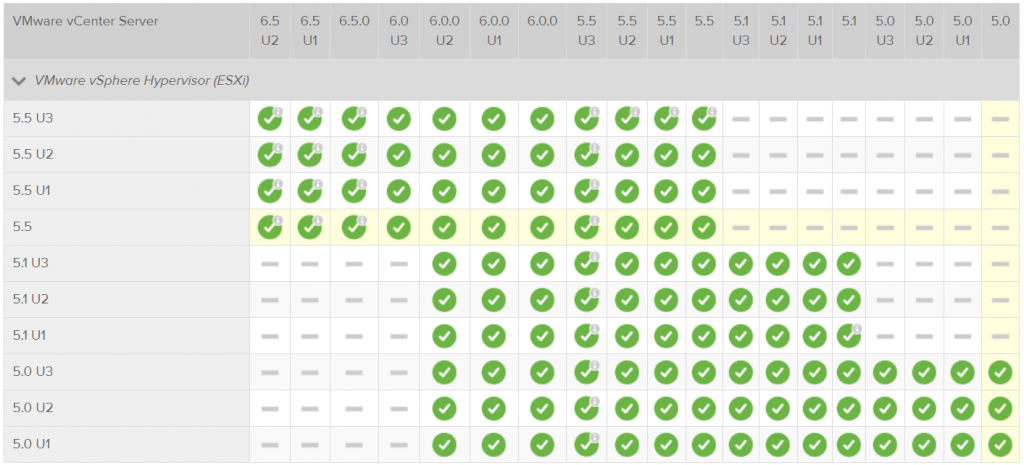 VMware vCenter Server 6.5 U2 6.5 U1 6.5.0 6.0 U3 6.0.0 U2 6.0.0 U1 6.0.0 5.5 U3 5.5 U2 5.5 U1 5.5 5.1 U3 5.1 U2 5.1 U1 5.1 5.0 U3 5.0 U2 5.0 U1 5.0
VMware vSphere Hypervisor (ESXi)
5.5 U3
5.5 U2
5.5 U1
5.5
5.1 U3
5.1 U2
5.1 U1
5.0 U3
5.0 U2
5.0 U1